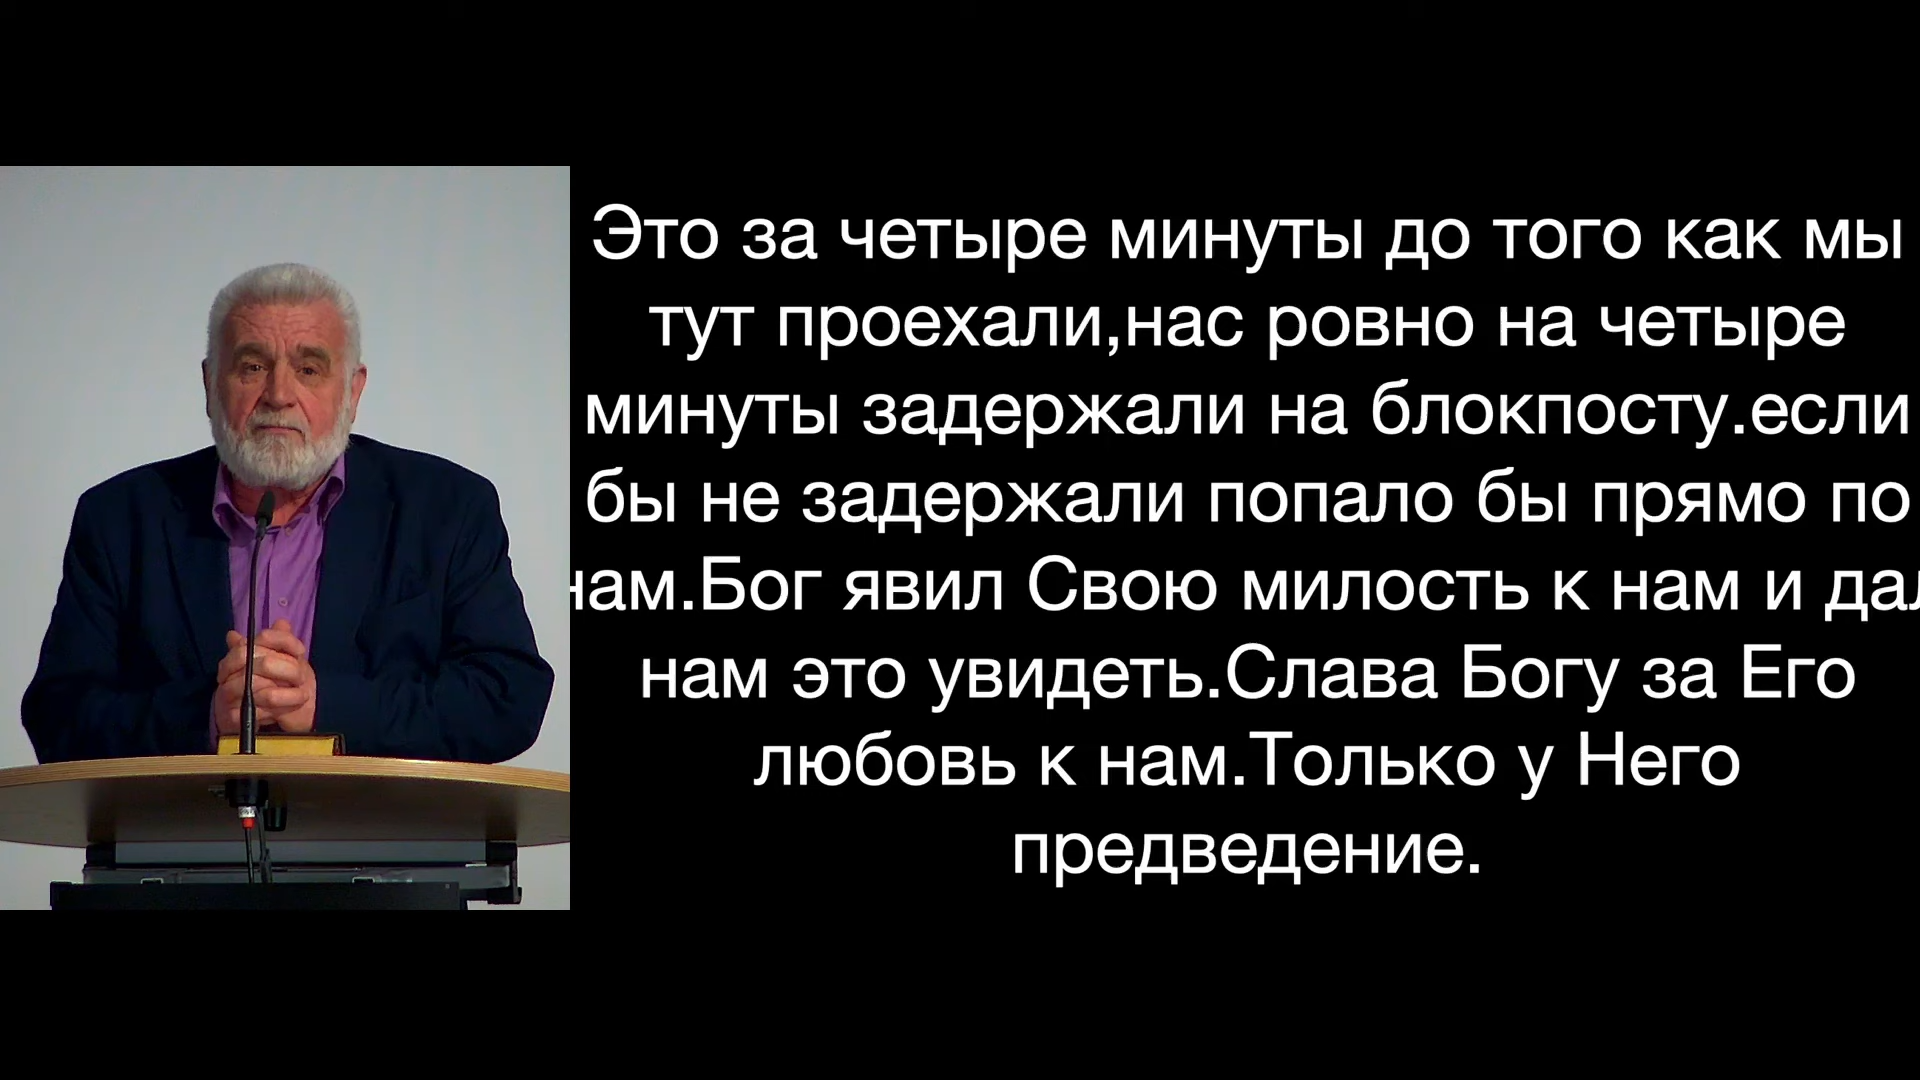 Это за четыре минуты до того как мы
тут проехали,нас ровно на четыре
минуты задержали на блокпосту.если
бы не задержали попало бы прямо по
нам.Бог явил Свою милость к нам и дал
нам это увидеть.Слава Богу за Его
любовь к нам.Только у Него
предведение.